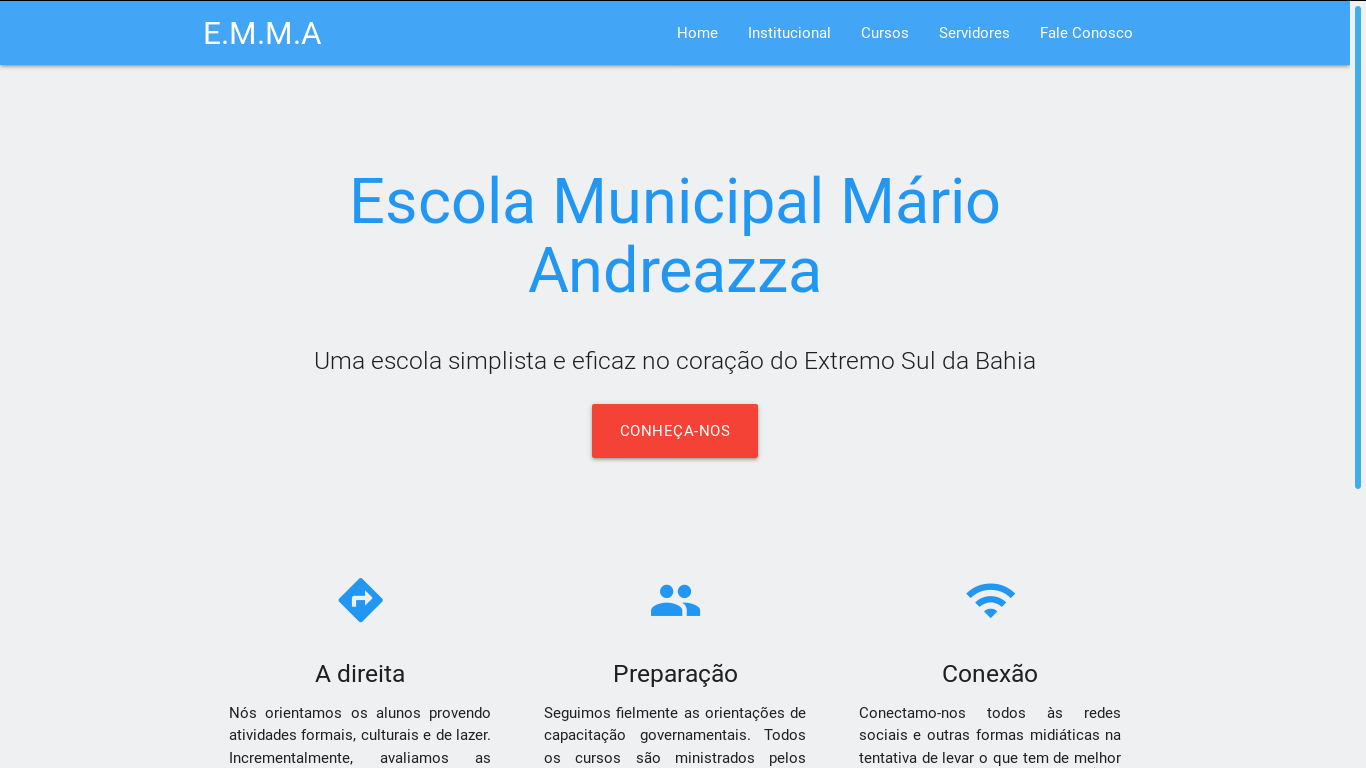 E.M.M.A
Home Institucional Cursos Servidores Fale Conosco
Escola Municipal Mário
Andreazza
Uma escola simplista e eficaz no coração do Extremo Sul da Bahia
CONHEÇA-NOS
A direita
Nós orientamos os alunos provendo
atividades formais, culturais e de lazer.
Incrementalmente, avaliamos as
Preparação
Seguimos fielmente as orientações de
capacitação governamentais. Todos
os cursos são ministrados pelos
Conexão
Conectamo-nos todos às redes
sociais e outras formas midiáticas na
tentativa de levar o que tem de melhor